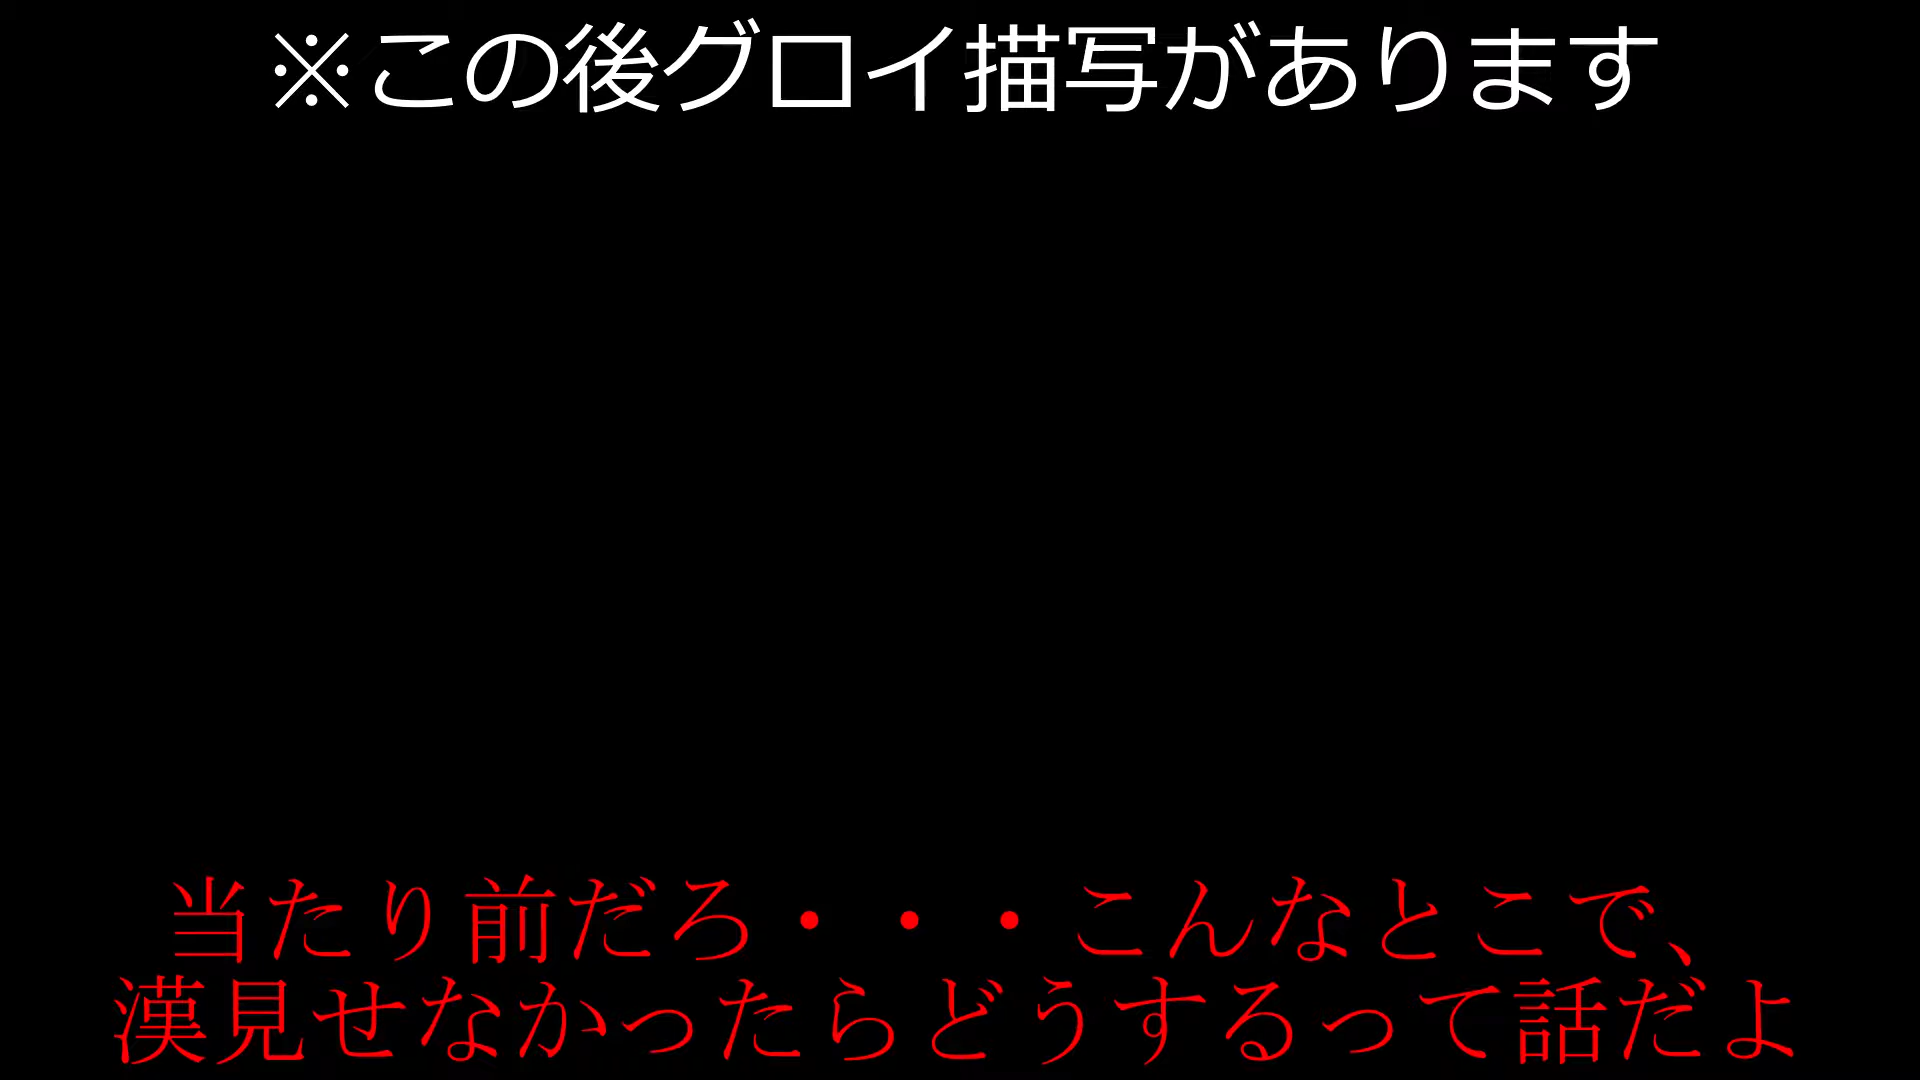 ※この後グロイ描写があります
当たり前だろ・・・こんなとこで、
漢見せなかったらどうするって話だよ